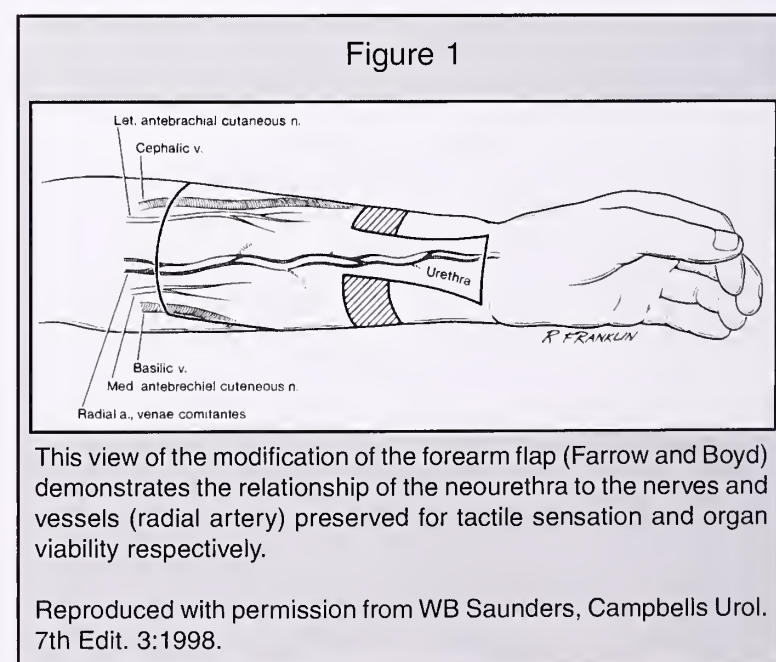 Figure 1
Let. antebrachial cutaneous n.
Cephalic v.
Urethra
R FRANKLIN
Basilic v.
Med antebrechiel cuteneous n.
Radial a., venae comitantes
This view of the modification of the forearm flap (Farrow and Boyd)
demonstrates the relationship of the neourethra to the nerves and
vessels (radial artery) preserved for tactile sensation and organ
viability respectively.
Reproduced with permission from WB Saunders, Campbells Urol.
7th Edit. 3:1998.